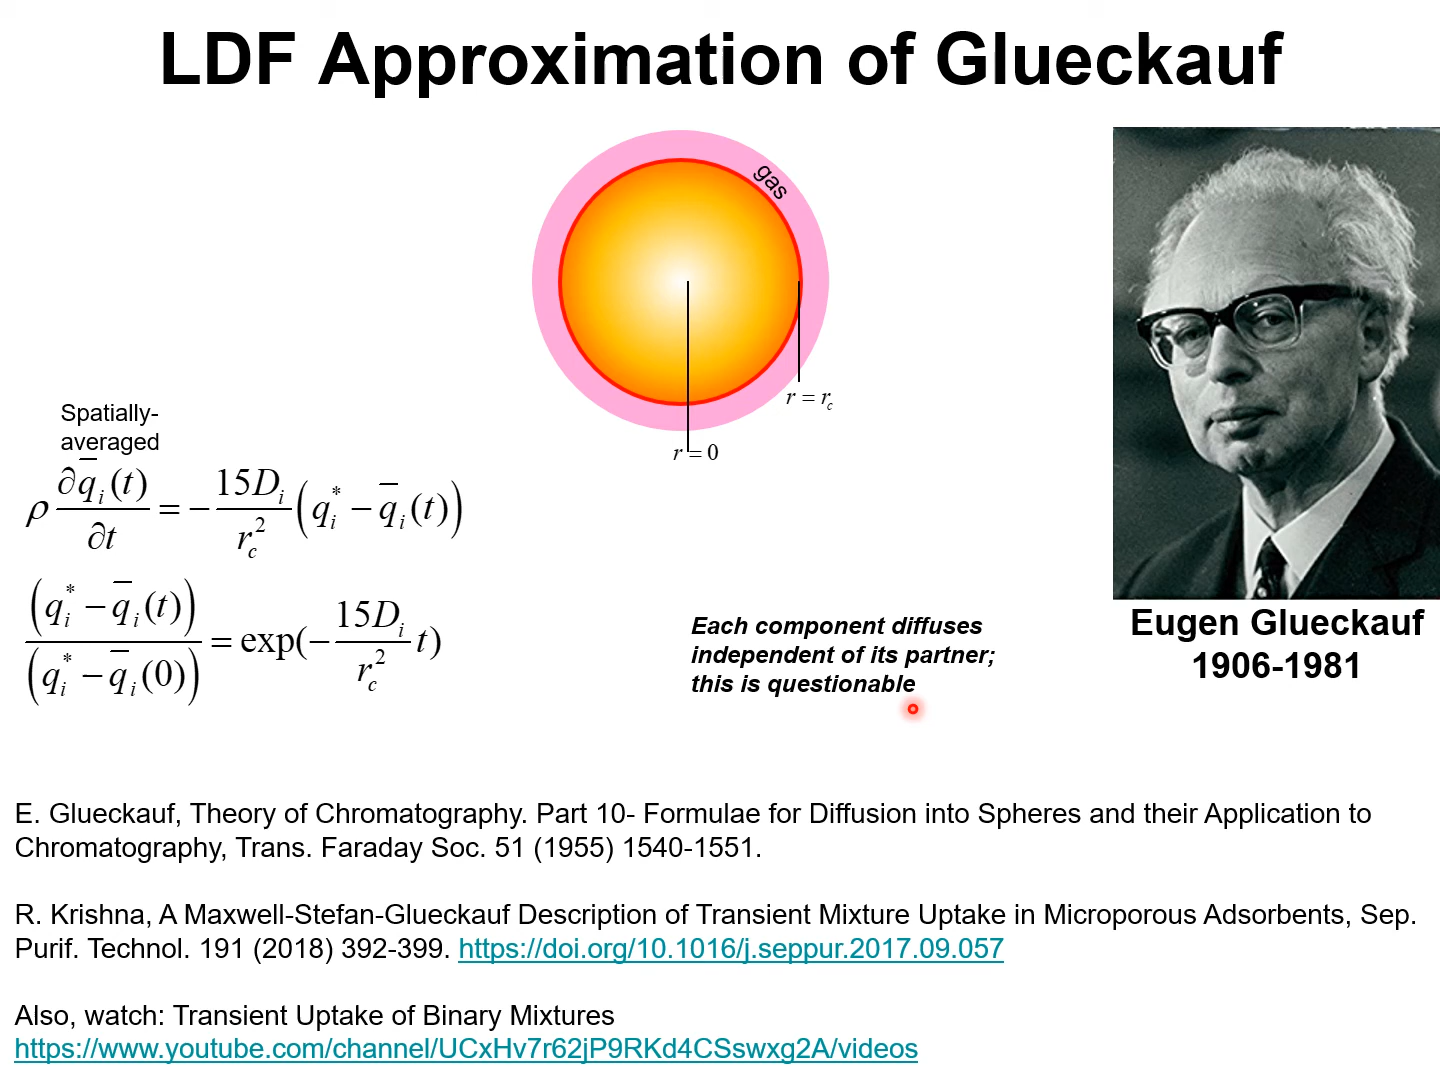 LDF Approximation of Glueckauf
gas
r = r_c
r = 0
Spatially-
averaged
ρ ∂q̄_i(t)/∂t = −(15D_i/r_c^2)(q_i^* − q̄_i(t))
(q_i^* − q̄_i(t))/(q_i^* − q̄_i(0)) = exp(−(15D_i/r_c^2) t)
Each component diffuses
independent of its partner;
this is questionable
Eugen Glueckauf
1906-1981
E. Glueckauf, Theory of Chromatography. Part 10- Formulae for Diffusion into Spheres and their Application to
Chromatography, Trans. Faraday Soc. 51 (1955) 1540-1551.
R. Krishna, A Maxwell-Stefan-Glueckauf Description of Transient Mixture Uptake in Microporous Adsorbents, Sep.
Purif. Technol. 191 (2018) 392-399. https://doi.org/10.1016/j.seppur.2017.09.057
Also, watch: Transient Uptake of Binary Mixtures
https://www.youtube.com/channel/UCxHv7r62jP9RKd4CSswxg2A/videos